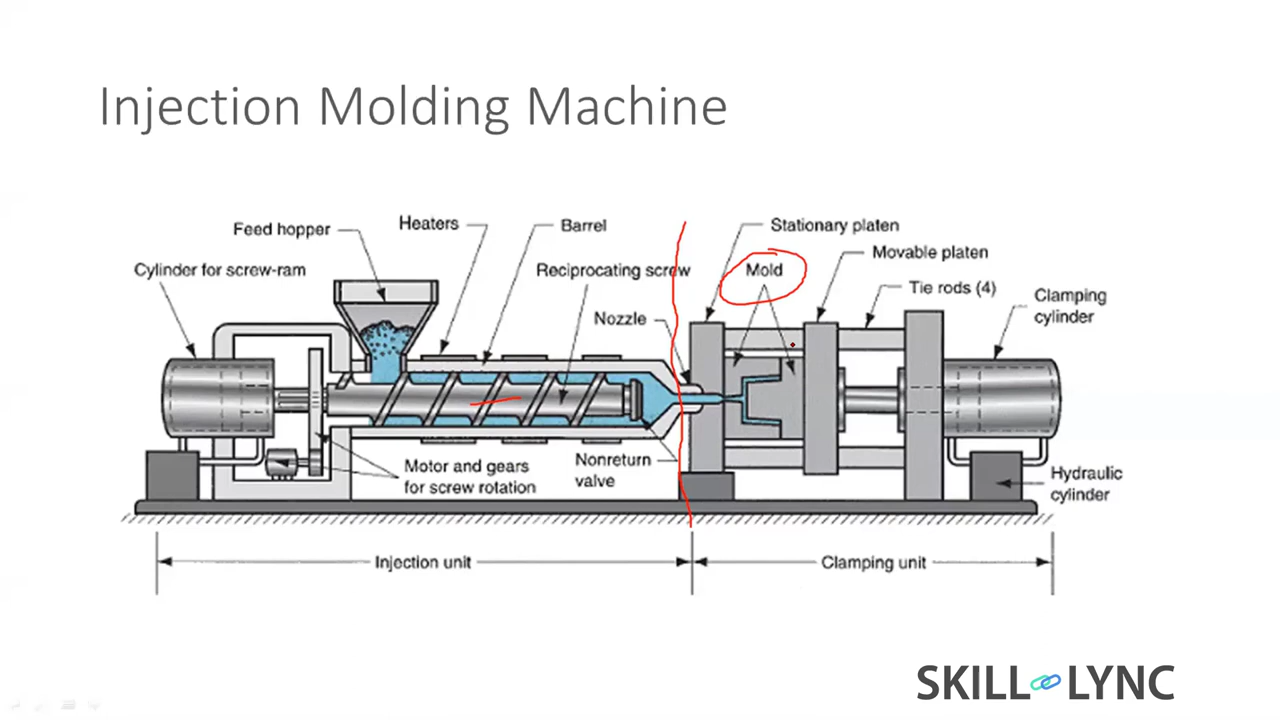 Injection Molding Machine
Feed hopper
Heaters
Barrel
Stationary platen
Cylinder for screw-ram
Reciprocating screw
Mold
Movable platen
Tie rods (4)
Clamping
cylinder
Nozzle
Motor and gears
for screw rotation
Nonreturn
valve
Hydraulic
cylinder
Injection unit
Clamping unit
SKILL LYNC